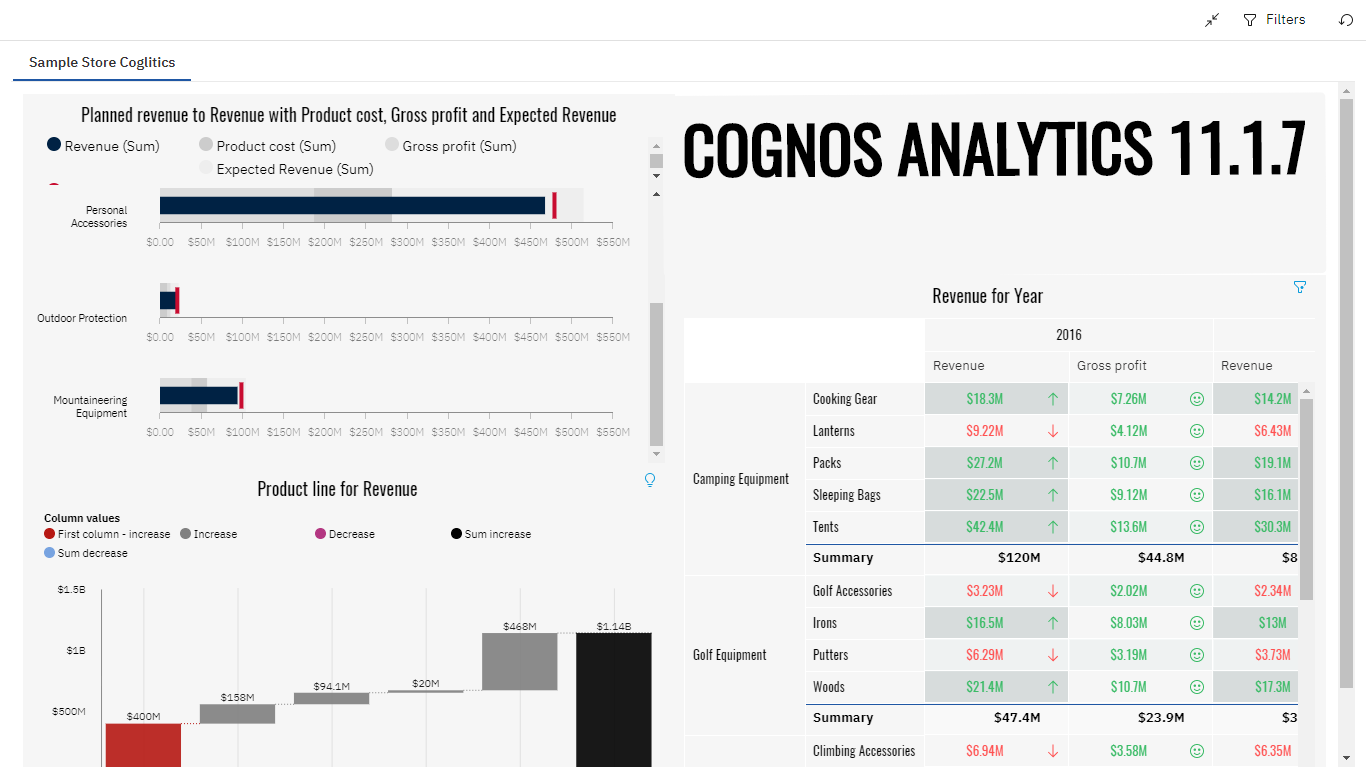 Filters
Sample Store Coglitics
Planned revenue to Revenue with Product cost, Gross profit and Expected Revenue
Revenue (Sum) Product cost (Sum) Gross profit (Sum)
Expected Revenue (Sum)
Personal
Accessories
$0.00 $50M $100M $150M $200M $250M $300M $350M $400M $450M $500M $550M
Outdoor Protection
$0.00 $50M $100M $150M $200M $250M $300M $350M $400M $450M $500M $550M
Mountaineering
Equipment
$0.00 $50M $100M $150M $200M $250M $300M $350M $400M $450M $500M $550M
Product line for Revenue
Column values
First column - increase Increase Decrease Sum increase
Sum decrease
$1.5B
$1B
$500M
$400M $158M $94.1M $20M $468M $1.14B
COGNOS ANALYTICS 11.1.7
Revenue for Year
2016
Revenue Gross profit Revenue
Camping Equipment
Cooking Gear $18.3M $7.26M $14.2M
Lanterns $9.22M $4.12M $6.43M
Packs $27.2M $10.7M $19.1M
Sleeping Bags $22.5M $9.12M $16.1M
Tents $42.4M $13.6M $30.3M
Summary $120M $44.8M $8
Golf Equipment
Golf Accessories $3.23M $2.02M $2.34M
Irons $16.5M $8.03M $13M
Putters $6.29M $3.19M $3.73M
Woods $21.4M $10.7M $17.3M
Summary $47.4M $23.9M $3
Climbing Accessories $6.94M $3.58M $6.35M